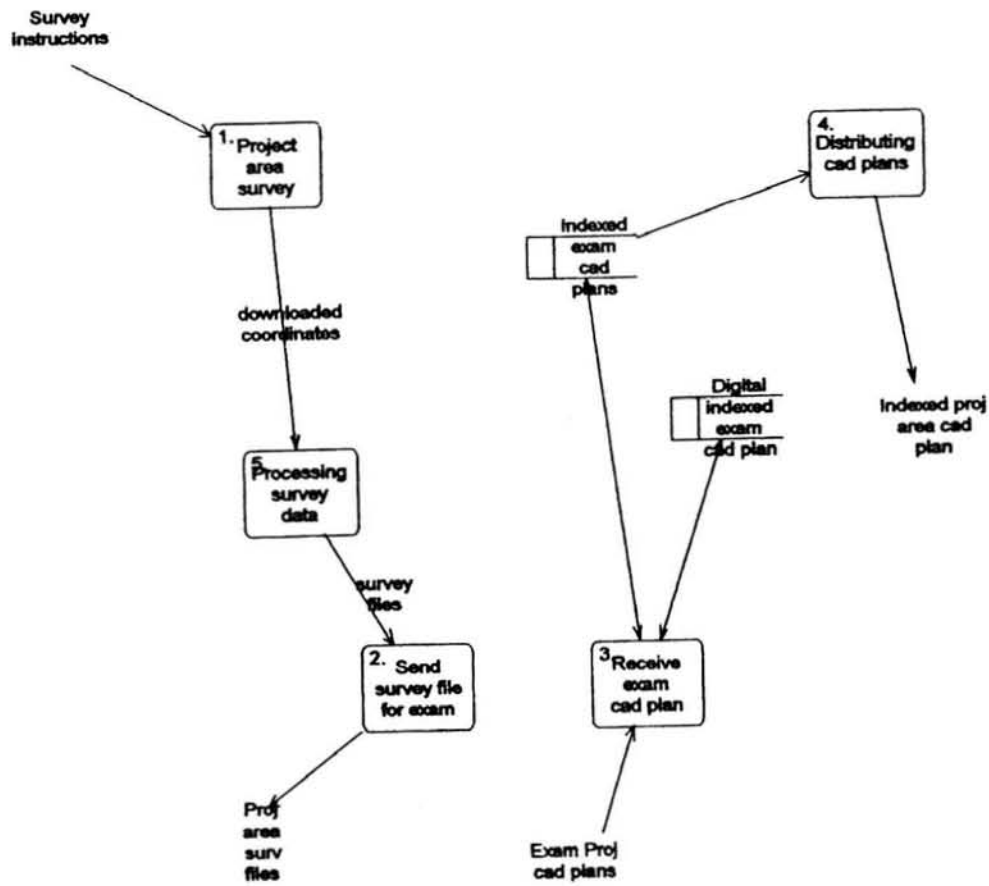 Survey
instructions
1. Project
area
survey
downloaded
coordinates
5.
Processing
survey
data
survey
files
2. Send
survey file
for exam
Proj
area
surv
files
4.
Distributing
cad plans
Indexed
exam
cad
plans
Digital
indexed
exam
cad plan
Indexed proj
area cad
plan
3 Receive
exam
cad plan
Exam Proj
cad plans